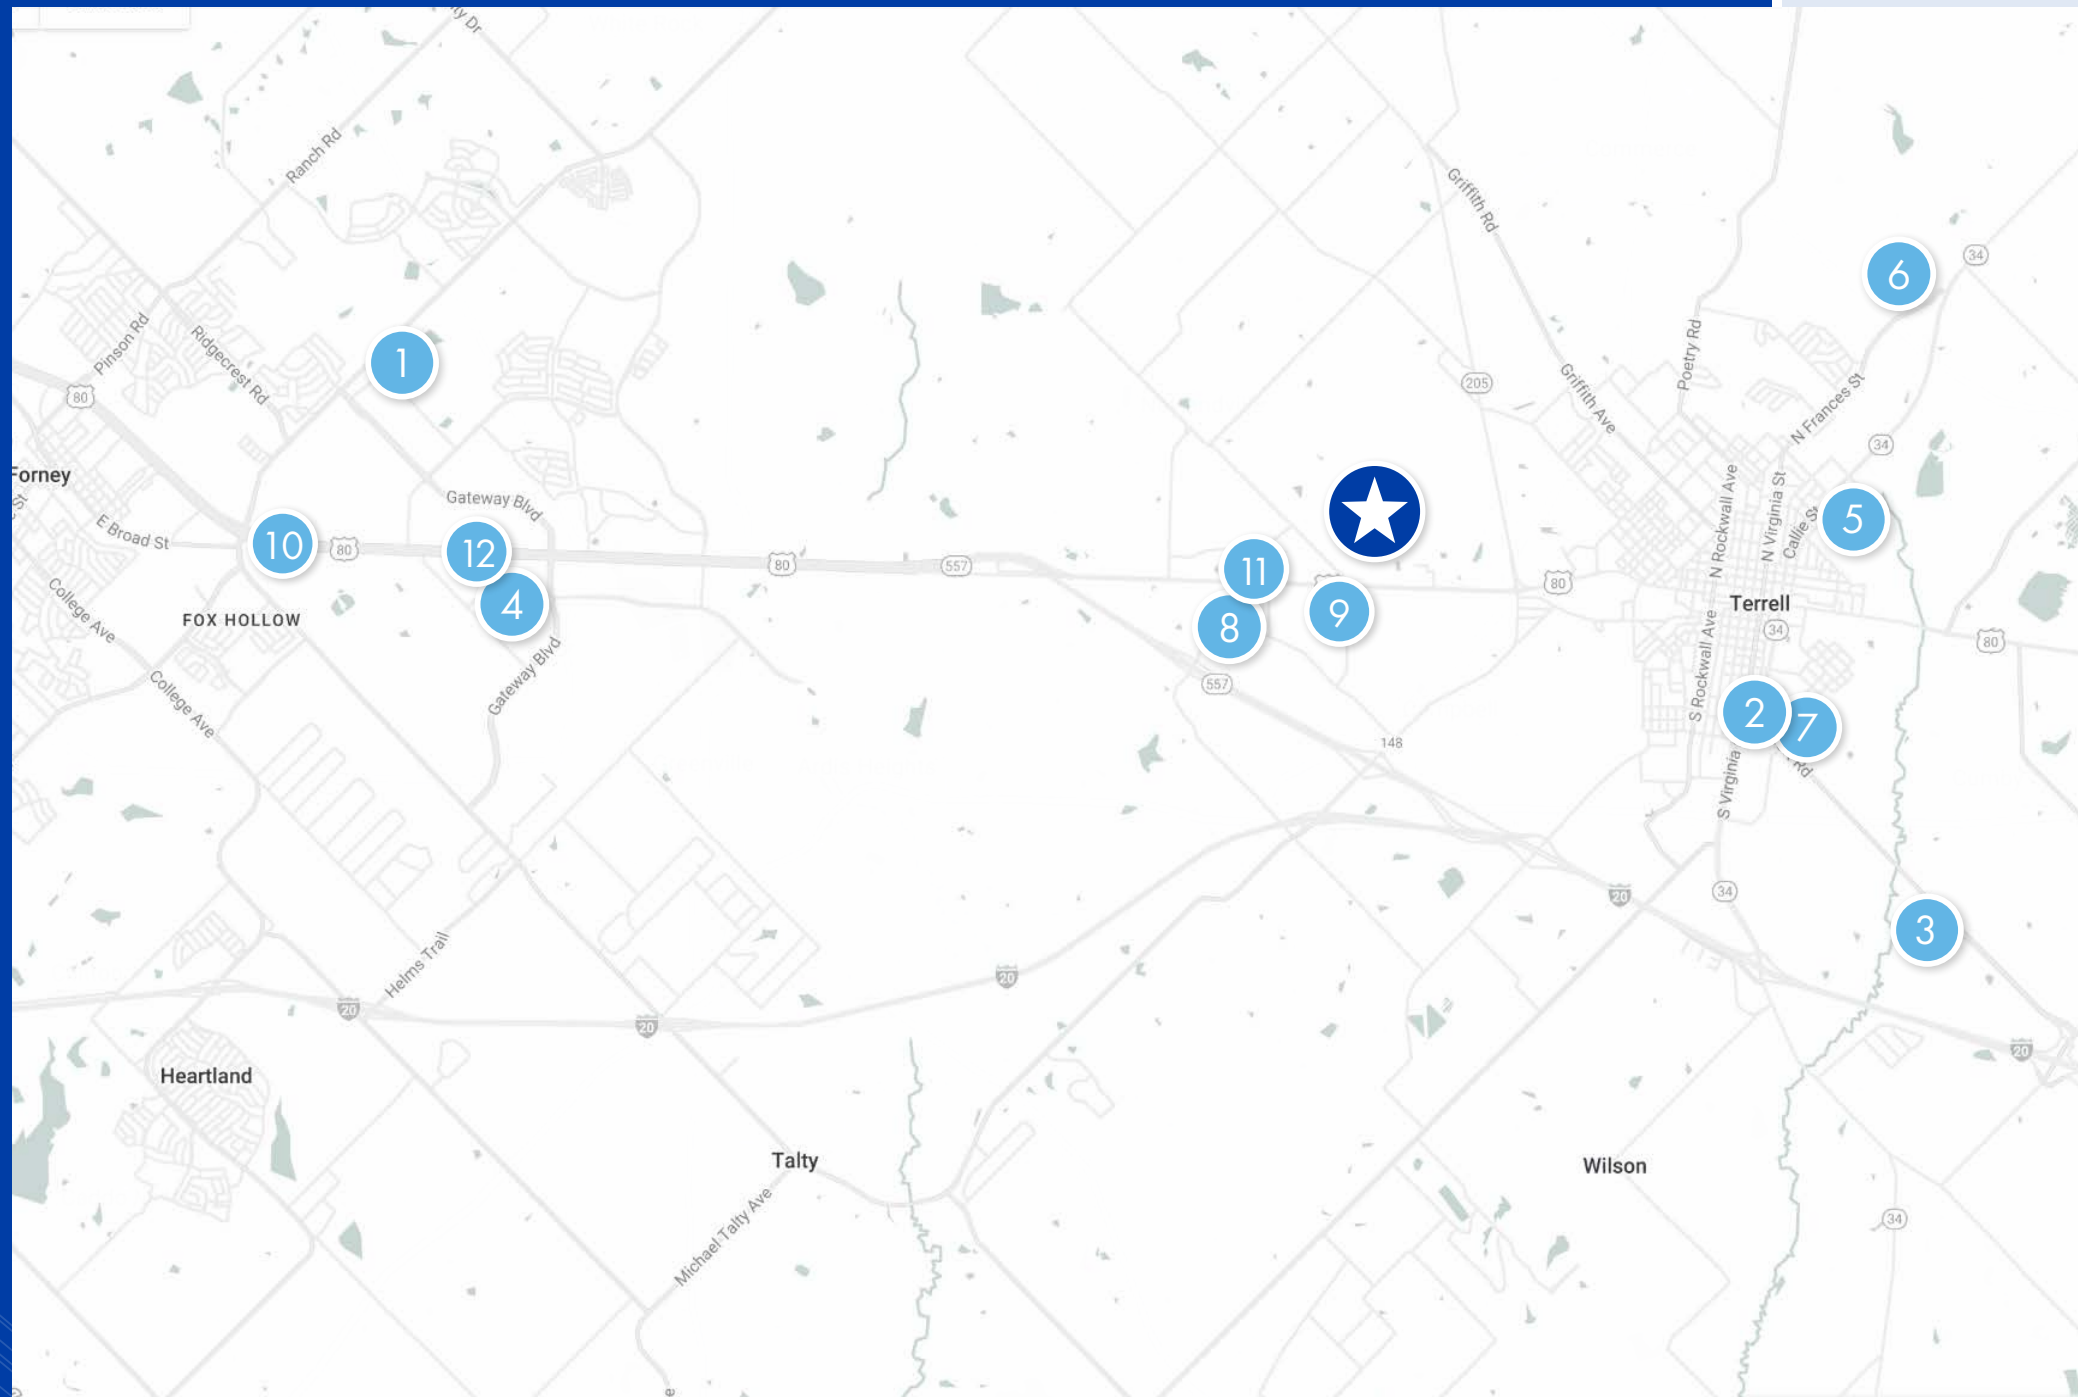 Ranch Rd
Griffith Rd
34
6
Pinson Rd
Ridgecrest Rd
1
Poetry Rd
205
Griffith Ave
N Frances St
80
34
Forney
Gateway Blvd
N Rockwall Ave
N Virginia St
Callie St
5
E Broad St
10
80
12
80
557
11
80
4
9
8
Terrell
College Ave
FOX HOLLOW
34
80
Gateway Blvd
557
S Rockwall Ave
College Ave
2
7
Rd
148
S Virginia
20
34
3
Helms Trail
20
20
20
20
Heartland
Talty
Wilson
Michael Talty Ave
34